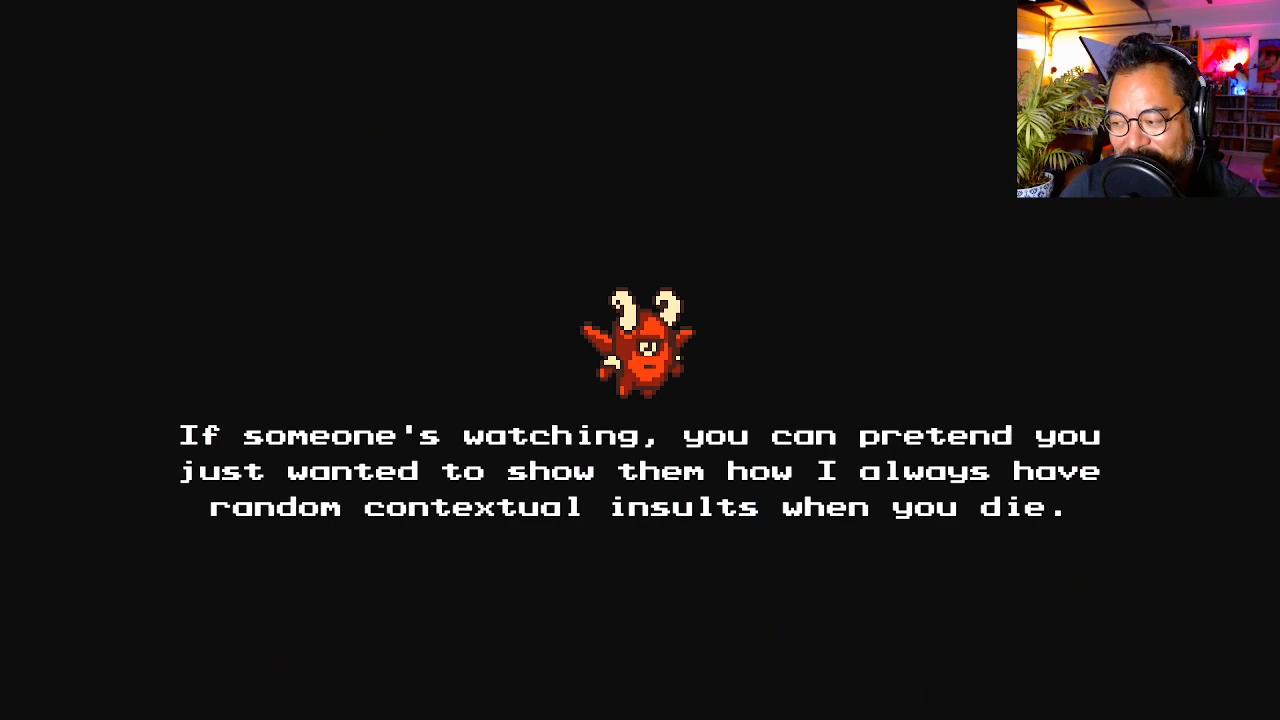 If someone's watching, you can pretend you
just wanted to show them how I always have
random contextual insults when you die.